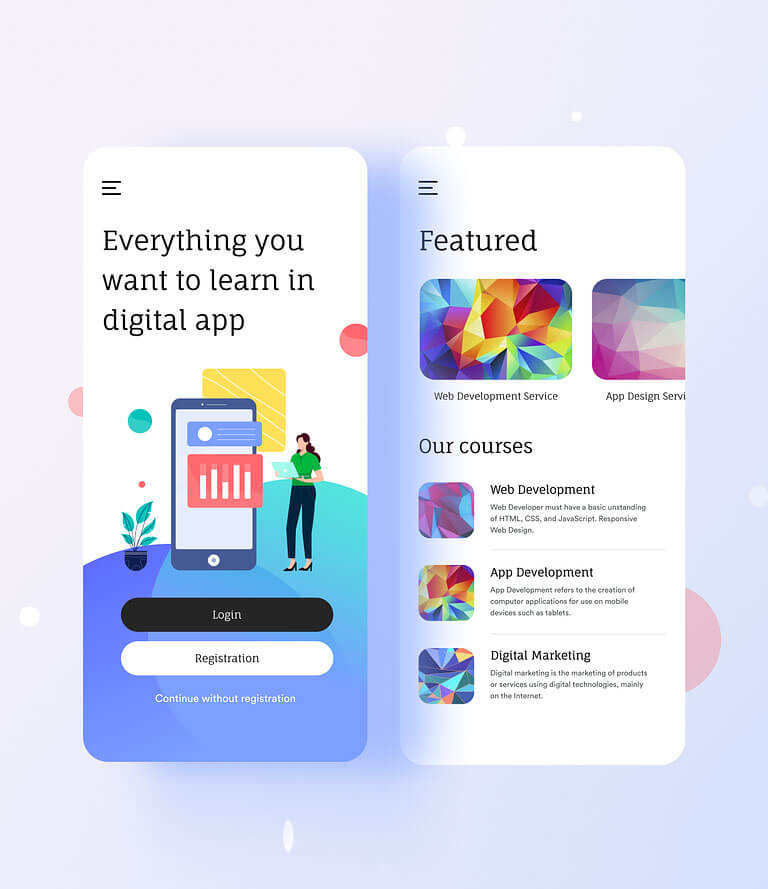 Everything you
want to learn in
digital app
Login
Registration
Continue without registration
Featured
Web Development Service
App Design Servi
Our courses
Web Development
Web Developer must have a basic unstanding
of HTML, CSS, and JavaScript. Responsive
Web Design.
App Development
App Development refers to the creation of
computer applications for use on mobile
devices such as tablets.
Digital Marketing
Digital marketing is the marketing of products
or services using digital technologies, mainly
on the Internet.